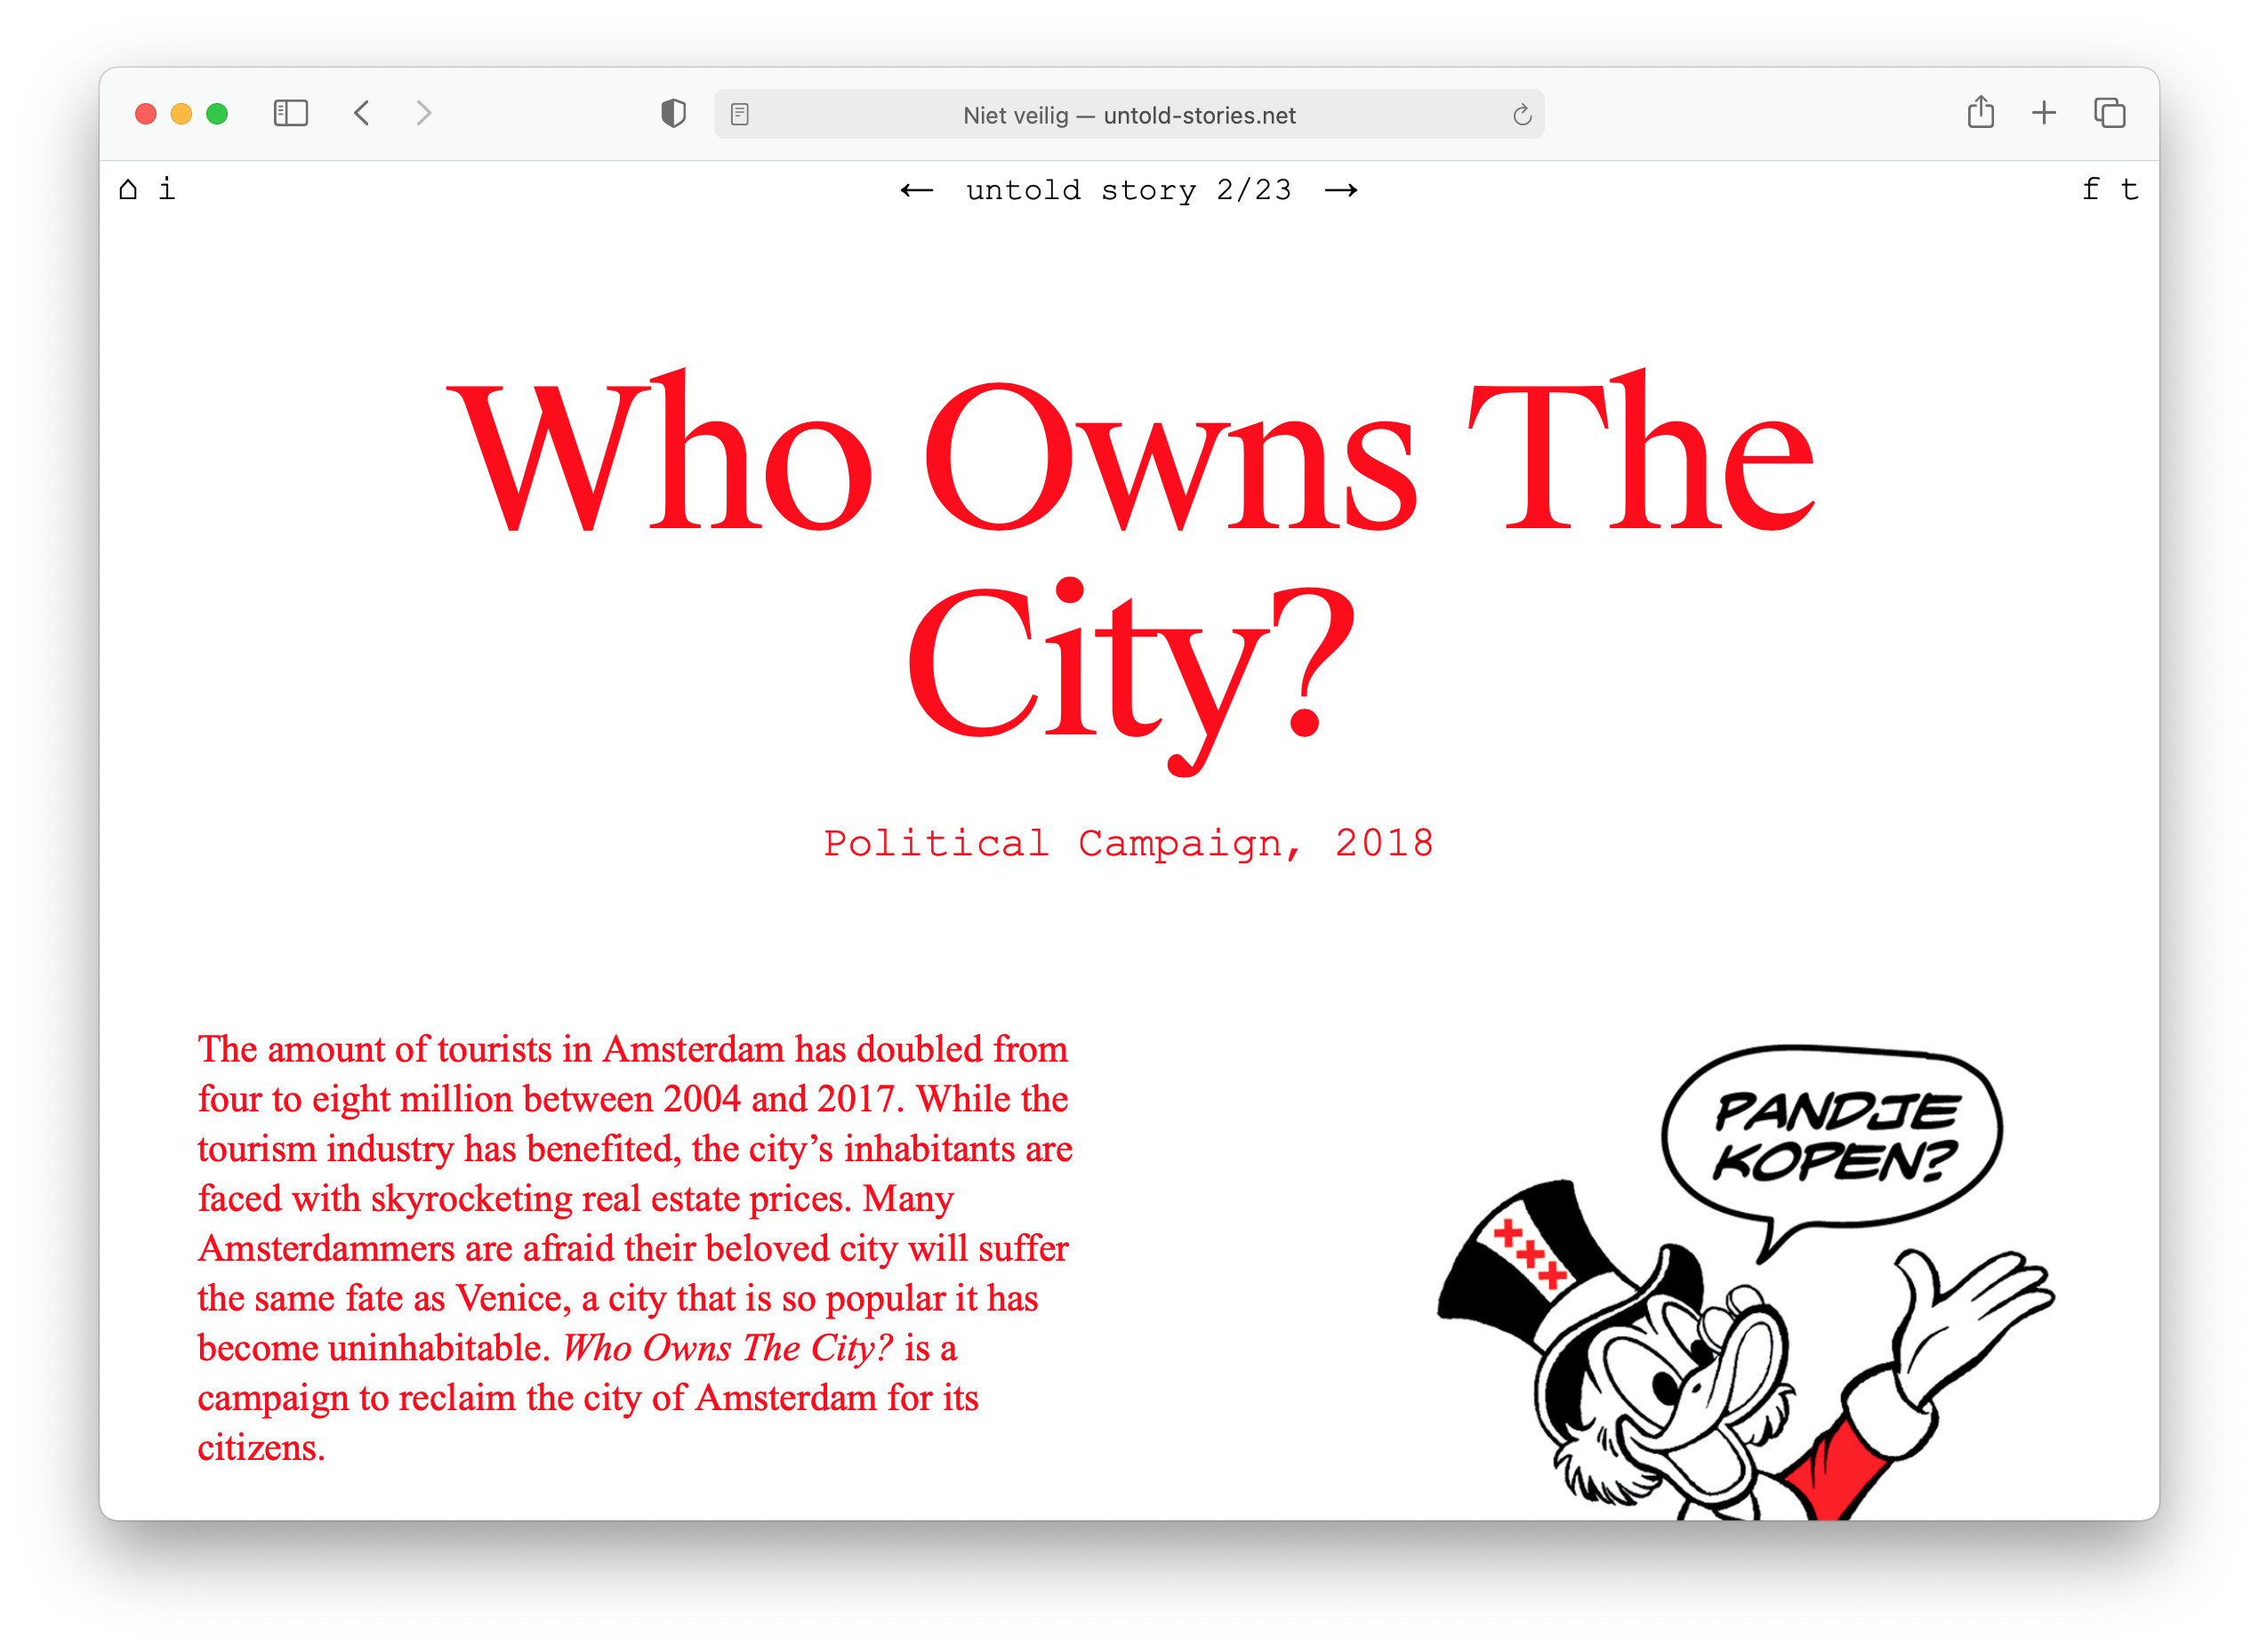 Niet veilig — untold-stories.net
⌂ i
← untold story 2/23 →
f t
Who Owns The
City?
Political Campaign, 2018
The amount of tourists in Amsterdam has doubled from
four to eight million between 2004 and 2017. While the
tourism industry has benefited, the city’s inhabitants are
faced with skyrocketing real estate prices. Many
Amsterdammers are afraid their beloved city will suffer
the same fate as Venice, a city that is so popular it has
become uninhabitable. Who Owns The City? is a
campaign to reclaim the city of Amsterdam for its
citizens.
PANDJE
KOPEN?